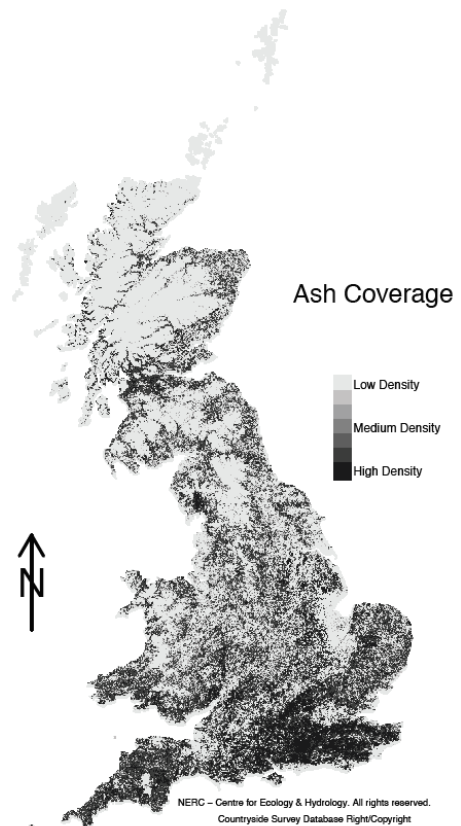 Ash Coverage
Low Density
Medium Density
High Density
N
NERC – Centre for Ecology & Hydrology. All rights reserved.
Countryside Survey Database Right/Copyright